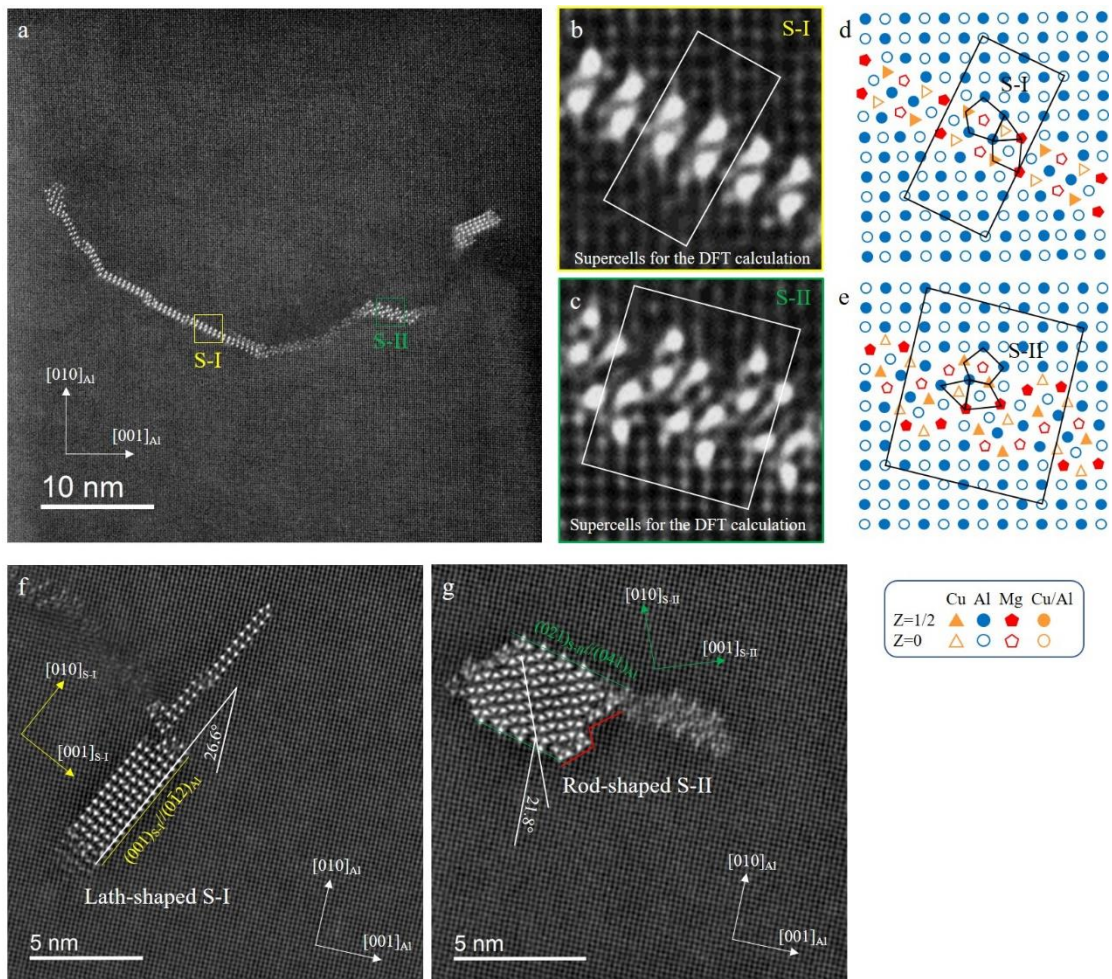 a
S-I
S-II
[010]Al
[001]Al
10 nm
b
S-I
Supercells for the DFT calculation
c
S-II
Supercells for the DFT calculation
d
S-I
e
S-II
Cu Al Mg Cu/Al
Z=1/2
Z=0
f
[010]S-I
[001]S-I
26.6°
(001)S-I//(01̄2)Al
Lath-shaped S-I
[010]Al
[001]Al
5 nm
g
[010]S-II
[001]S-II
(021)S-II//(041)Al
Rod-shaped S-II
21.8°
[010]Al
[001]Al
5 nm